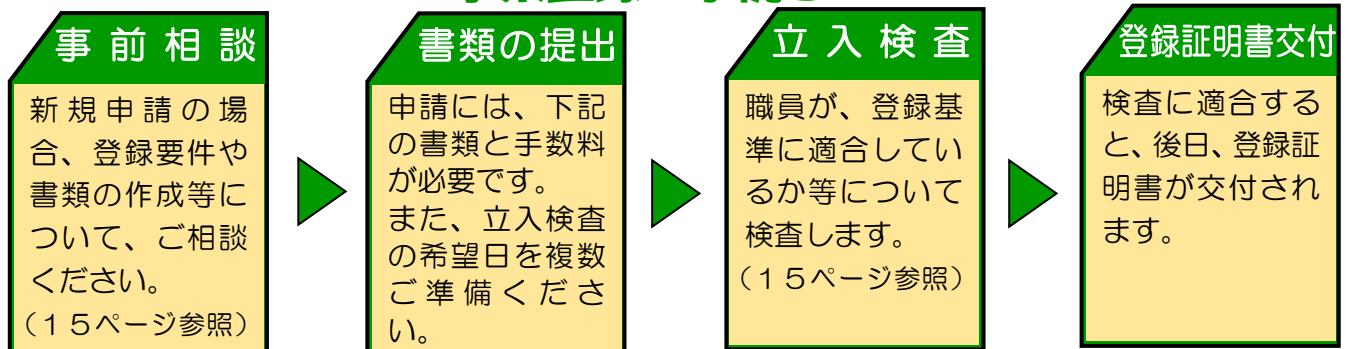 事前相談
新規申請の場
合、登録要件や
書類の作成等に
ついて、ご相談
ください。
（１５ページ参照）
書類の提出
申請には、下記
の書類と手数料
が必要です。
また、立入検査
の希望日を複数
ご準備くださ
い。
立入検査
職員が、登録基
準に適合してい
るか等について
検査します。
（１５ページ参照）
登録証明書交付
検査に適合する
と、後日、登録証
明書が交付され
ます。